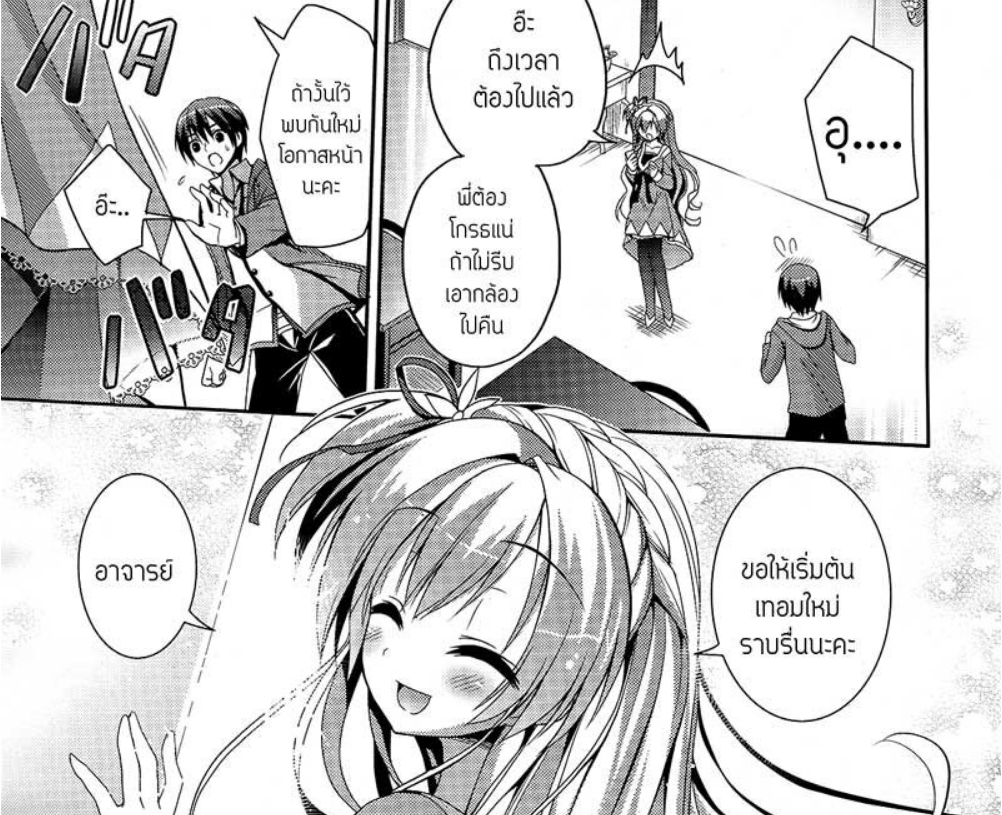 อุ....
อ๊ะ
ถึงเวลา
ต้องไปแล้ว
พี่ต้อง
โกรธแน่
ถ้าไม่รีบ
เอากล้อง
ไปคืน
ถ้างั้นไว้
พบกันใหม่
โอกาสหน้า
นะคะ
อ๊ะ..
バタ
バタ
ขอให้เริ่มต้น
เทอมใหม่
ราบรื่นนะคะ
อาจารย์